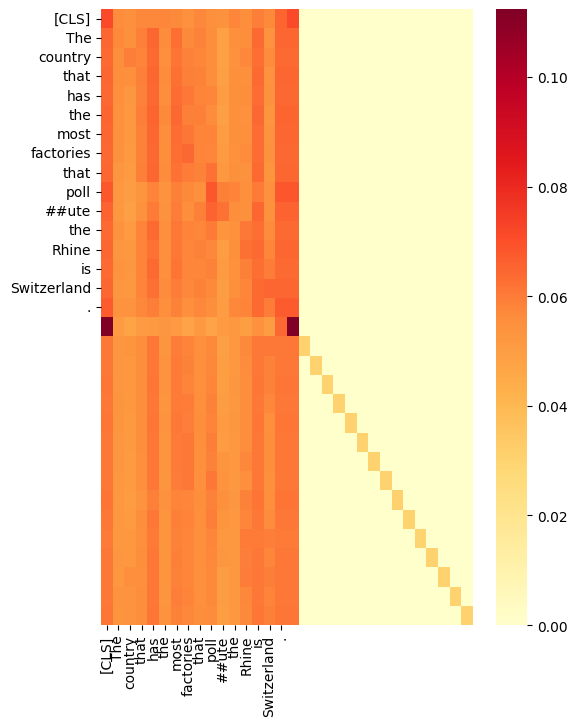 [CLS]
The
country
that
has
the
most
factories
that
poll
##ute
the
Rhine
is
Switzerland
.
0.10
0.08
0.06
0.04
0.02
0.00
[CLS]
The
country
that
has
the
most
factories
that
poll
##ute
the
Rhine
is
Switzerland
.